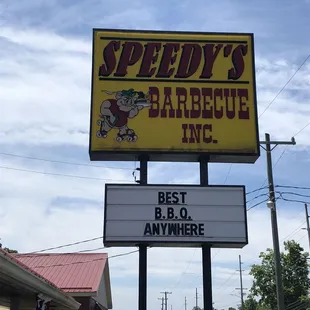 SPEEDY'S
BARBECUE
INC.
BEST
B.B.Q.
ANYWHERE